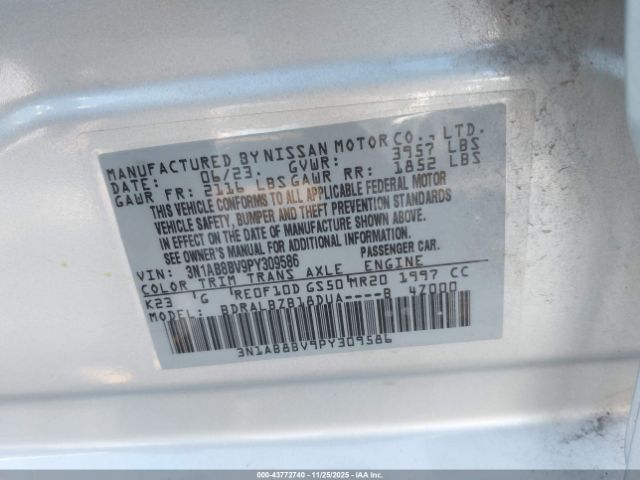 MANUFACTURED BY NISSAN MOTOR CO., LTD.
DATE: 06/23. GVWR: 3957 LBS
GAWR FR: 2116 LBS GAWR RR: 1852 LBS
THIS VEHICLE CONFORMS TO ALL APPLICABLE FEDERAL MOTOR
VEHICLE SAFETY, BUMPER AND THEFT PREVENTION STANDARDS
IN EFFECT ON THE DATE OF MANUFACTURE SHOWN ABOVE.
SEE OWNER'S MANUAL FOR ADDITIONAL INFORMATION.
VIN: 3N1AB8BV9PY309586 PASSENGER CAR.
COLOR TRIM TRANS AXLE ENGINE
K23 G RE0F10D GS50 MR20 1997 CC
MODEL: BDRALBZB18DUA----B 4Z000
3N1AB8BV9PY309586
000-43772740 - 11/25/2025 - IAA Inc.